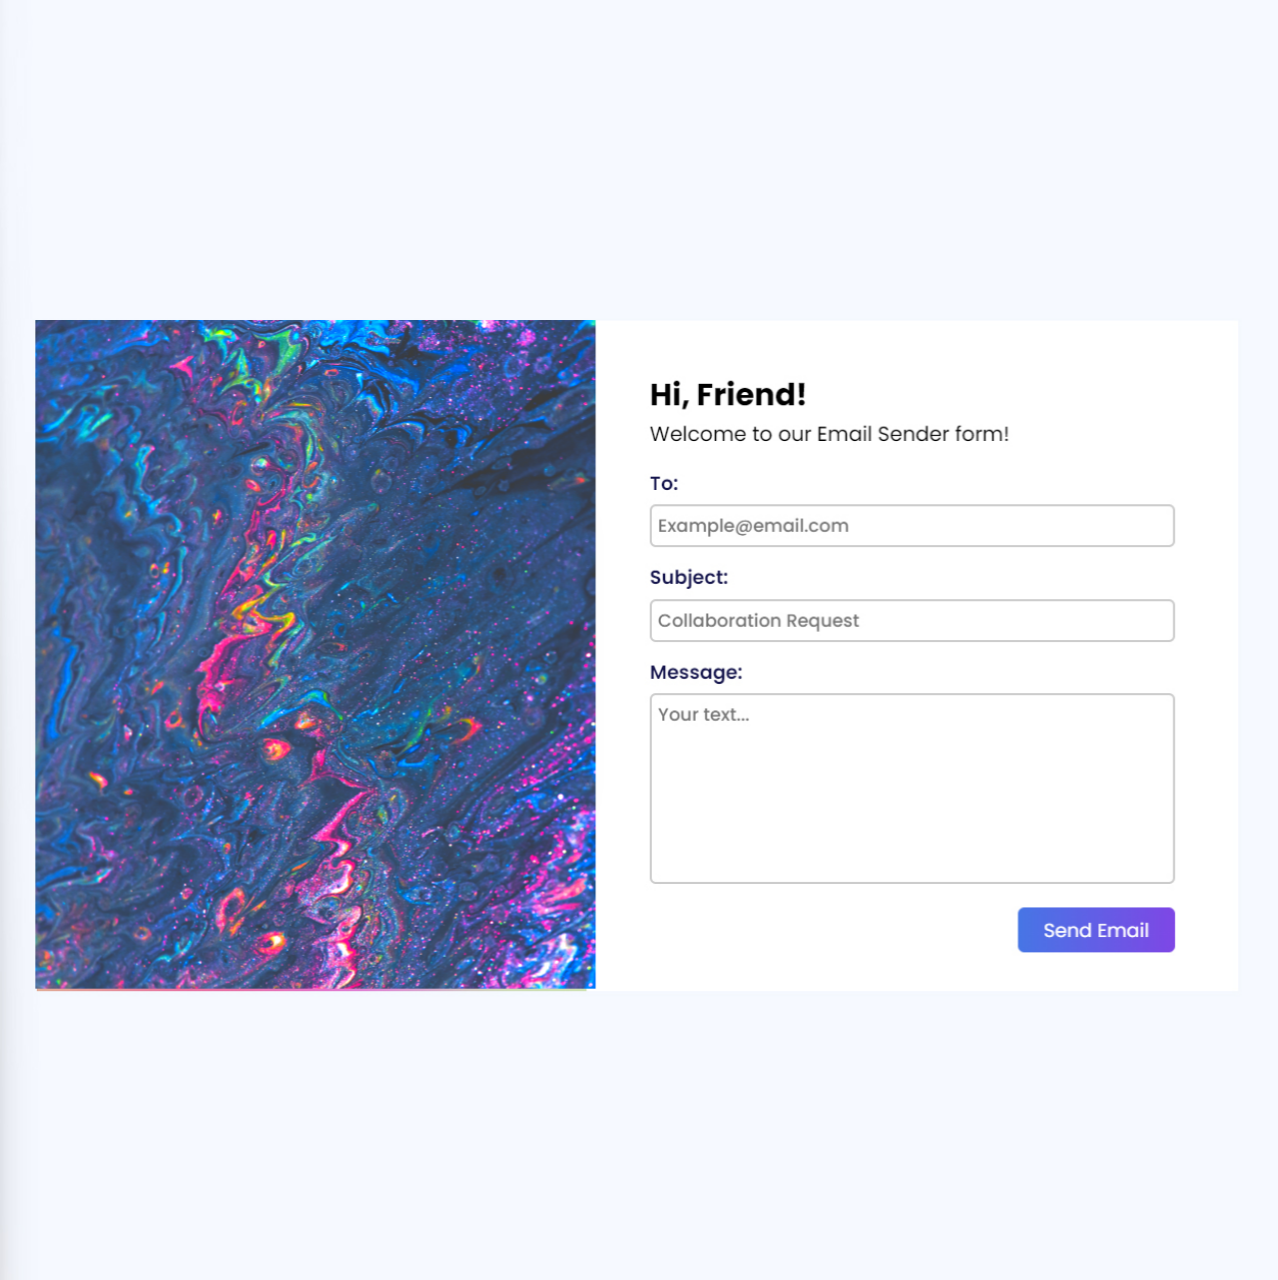 Hi, Friend!
Welcome to our Email Sender form!
To:
Example@email.com
Subject:
Collaboration Request
Message:
Your text...
Send Email